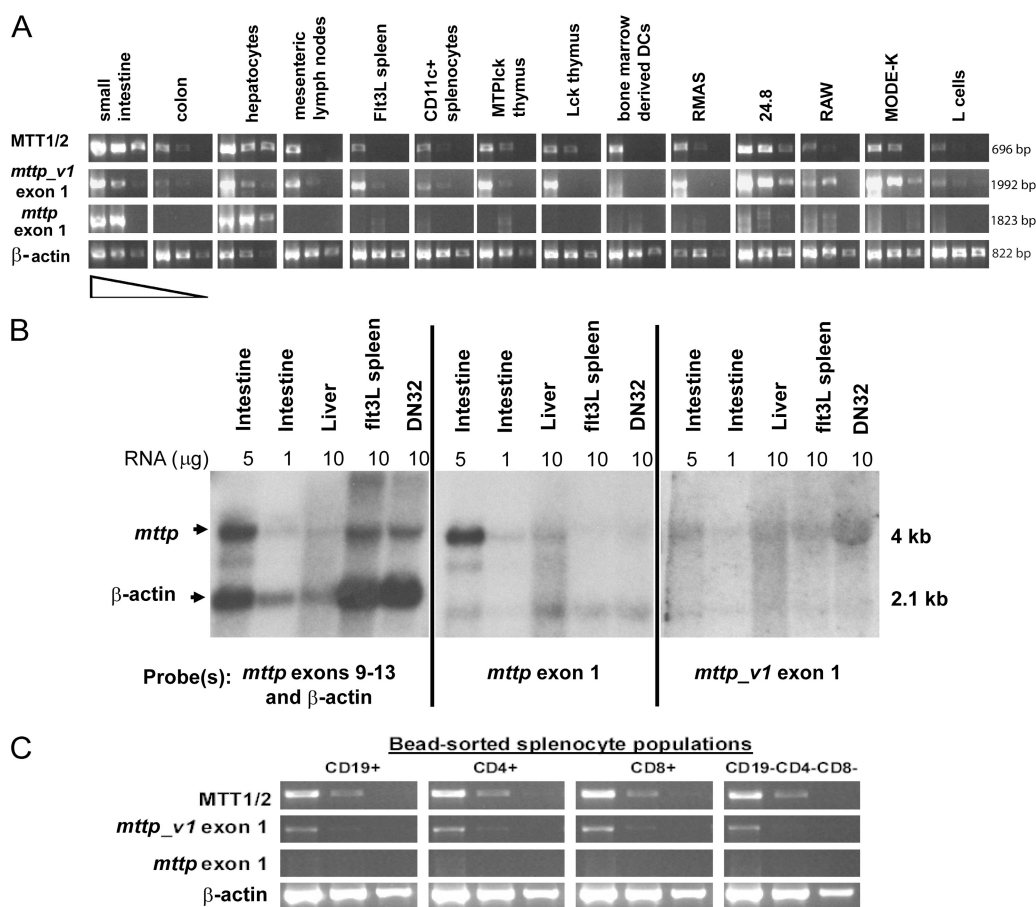 A
small intestine
colon
hepatocytes
mesenteric lymph nodes
Flt3L spleen
CD11c+ splenocytes
MTPlck thymus
Lck thymus
bone marrow derived DCs
RMAS
24.8
RAW
MODE-K
L cells
MTT1/2
696 bp
mttp_v1 exon 1
1992 bp
mttp exon 1
1823 bp
β-actin
822 bp
B
Intestine Intestine Liver flt3L spleen DN32 Intestine Intestine Liver flt3L spleen DN32 Intestine Intestine Liver flt3L spleen DN32
RNA (μg) 5 1 10 10 10 5 1 10 10 10 5 1 10 10 10
mttp
4 kb
β-actin
2.1 kb
Probe(s): mttp exons 9-13 and β-actin
mttp exon 1
mttp_v1 exon 1
C
Bead-sorted splenocyte populations
CD19+ CD4+ CD8+ CD19-CD4-CD8-
MTT1/2
mttp_v1 exon 1
mttp exon 1
β-actin